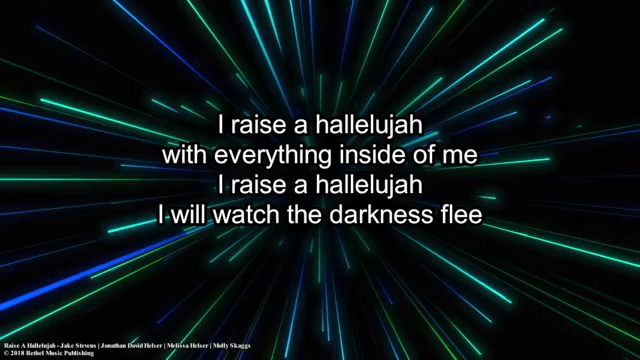 I raise a hallelujah
with everything inside of me
I raise a hallelujah
I will watch the darkness flee
Raise A Hallelujah - Jake Stevens | Jonathan David Helser | Melissa Helser | Molly Skaggs
© 2018 Bethel Music Publishing